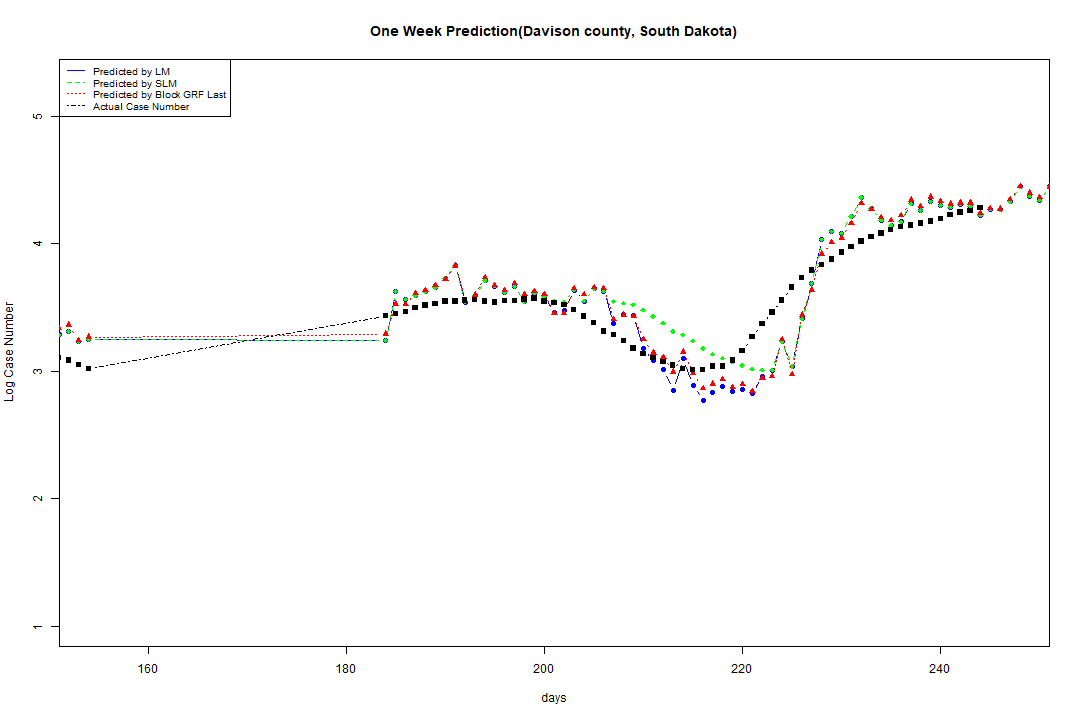 One Week Prediction(Davison county, South Dakota)
Predicted by LM
Predicted by SLM
Predicted by Block GRF Last
Actual Case Number
5
4
3
2
1
Log Case Number
160 180 200 220 240
days